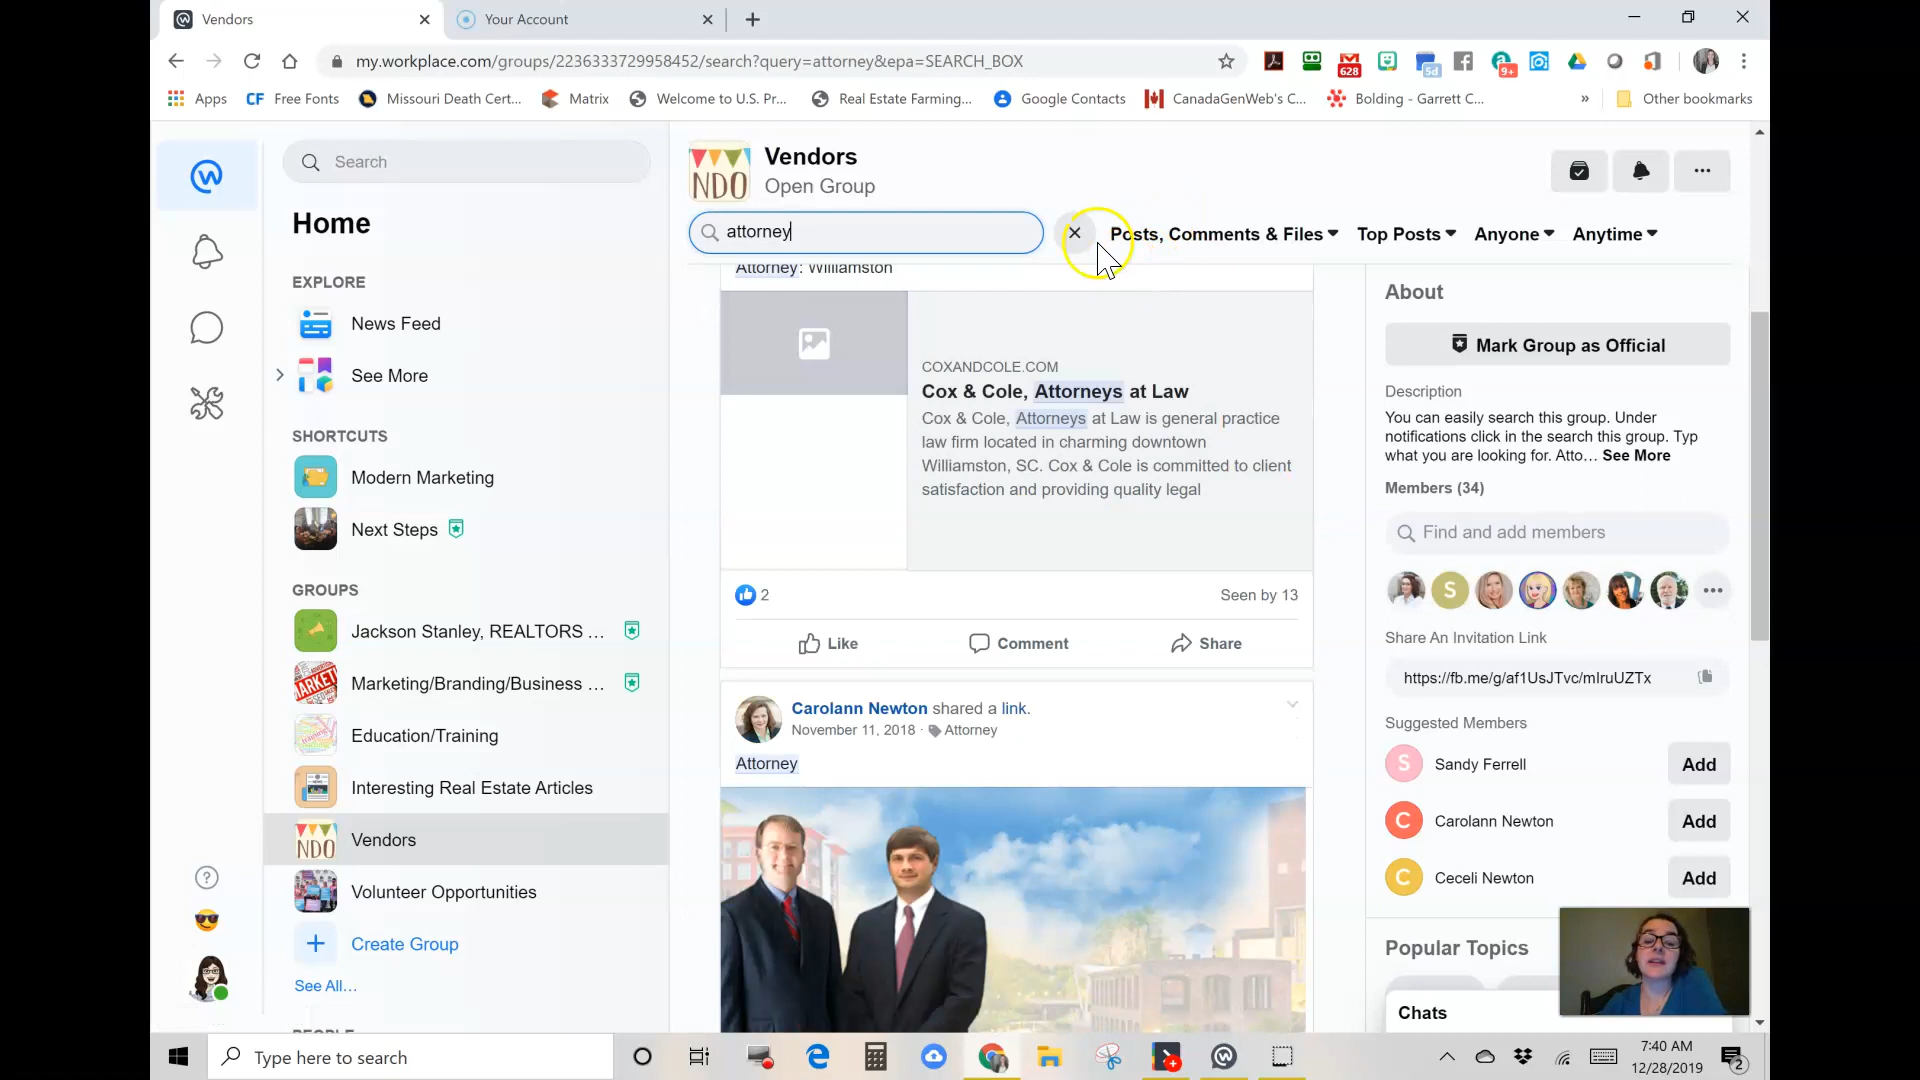 Vendors
Your Account
my.workplace.com/groups/2236333729958452/search?query=attorney&epa=SEARCH_BOX
628
5d
9+
Apps
CF Free Fonts
Missouri Death Cert...
Matrix
Welcome to U.S. Pr...
Real Estate Farming...
Google Contacts
CanadaGenWeb's C...
Bolding - Garrett C...
»
Other bookmarks
Search
Home
EXPLORE
News Feed
See More
SHORTCUTS
Modern Marketing
Next Steps
GROUPS
Jackson Stanley, REALTORS ...
Marketing/Branding/Business ...
Education/Training
Interesting Real Estate Articles
NDO
Vendors
Volunteer Opportunities
Create Group
See All...
NDO
Vendors
Open Group
attorney
Posts, Comments & Files
Top Posts
Anyone
Anytime
Attorney: Williamston
COXANDCOLE.COM
Cox & Cole, Attorneys at Law
Cox & Cole, Attorneys at Law is general practice
law firm located in charming downtown
Williamston, SC. Cox & Cole is committed to client
satisfaction and providing quality legal
2
Seen by 13
Like
Comment
Share
Carolann Newton shared a link.
November 11, 2018 · Attorney
Attorney
About
Mark Group as Official
Description
You can easily search this group. Under
notifications click in the search this group. Typ
what you are looking for. Atto... See More
Members (34)
Find and add members
S
Share An Invitation Link
https://fb.me/g/af1UsJTvc/mIruUZTx
Suggested Members
S
Sandy Ferrell
Add
C
Carolann Newton
Add
C
Ceceli Newton
Add
Popular Topics
Chats
Type here to search
7:40 AM
12/28/2019
2